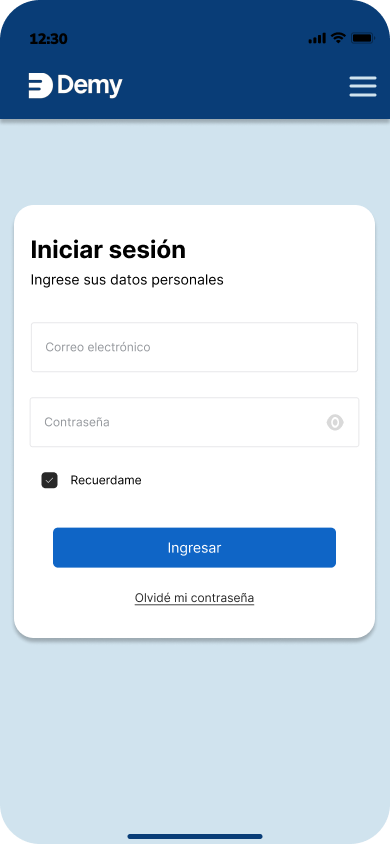 12:30
Demy
Iniciar sesión
Ingrese sus datos personales
Correo electrónico
Contraseña
Recuerdame
Ingresar
Olvidé mi contraseña